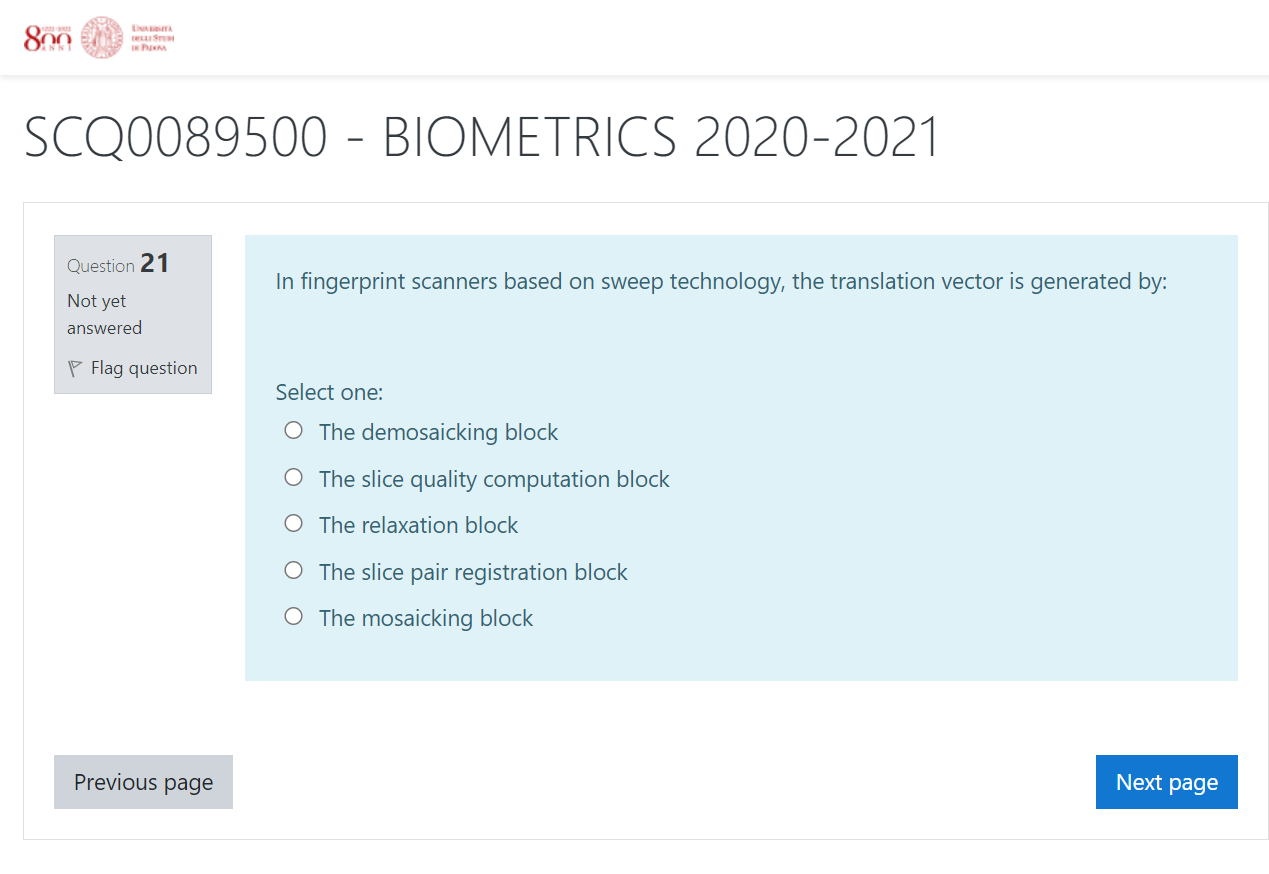 800 1222-2022
ANNI
UNIVERSITÀ
DEGLI STUDI
DI PADOVA
SCQ0089500 - BIOMETRICS 2020-2021
Question 21
Not yet
answered
Flag question
In fingerprint scanners based on sweep technology, the translation vector is generated by:
Select one:
The demosaicking block
The slice quality computation block
The relaxation block
The slice pair registration block
The mosaicking block
Previous page
Next page